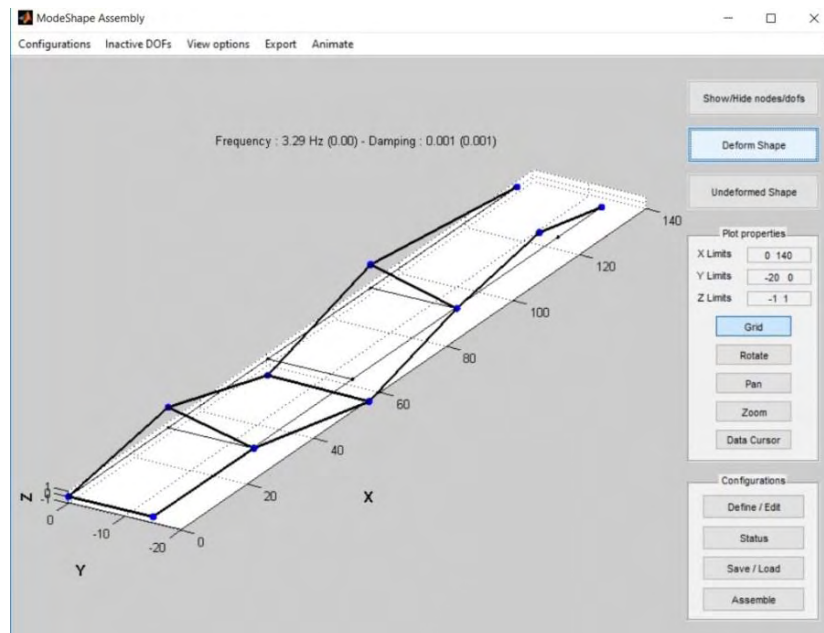 ModeShape Assembly
Configurations Inactive DOFs View options Export Animate
Frequency : 3.29 Hz (0.00) - Damping : 0.001 (0.001)
Show/Hide nodes/dofs
Deform Shape
Undeformed Shape
Plot properties
X Limits 0 140
Y Limits -20 0
Z Limits -1 1
Grid
Rotate
Pan
Zoom
Data Cursor
Configurations
Define / Edit
Status
Save / Load
Assemble
140
120
100
80
60
40
20
0
X
Z
1
0
-1
0
-10
-20
Y